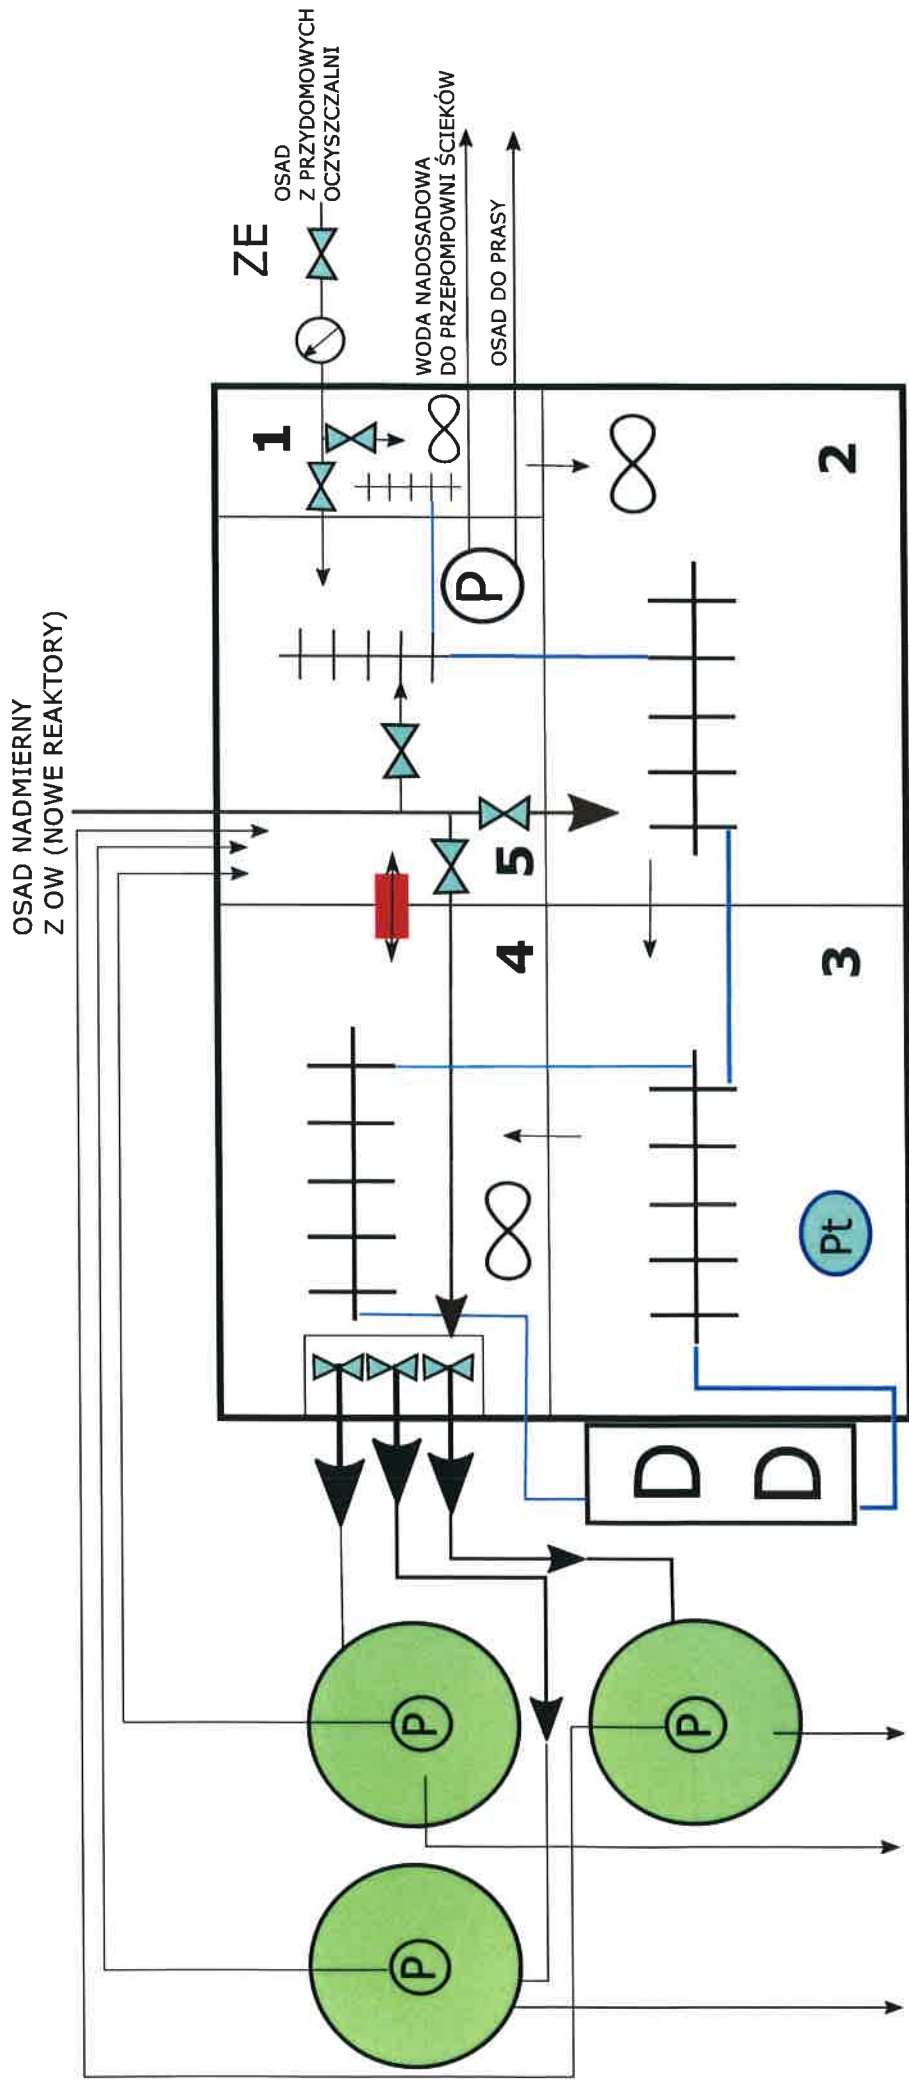 OSAD NADMIERNY
Z OW (NOWE REAKTORY)
ZE
OSAD
Z PRZYDOMOWYCH
OCZYSZCZALNI
WODA NADOSADOWA
DO PRZEPOMPOWNI ŚCIEKÓW
OSAD DO PRASY
1
P
2
5
4
3
Pt
D
D
P
P
P